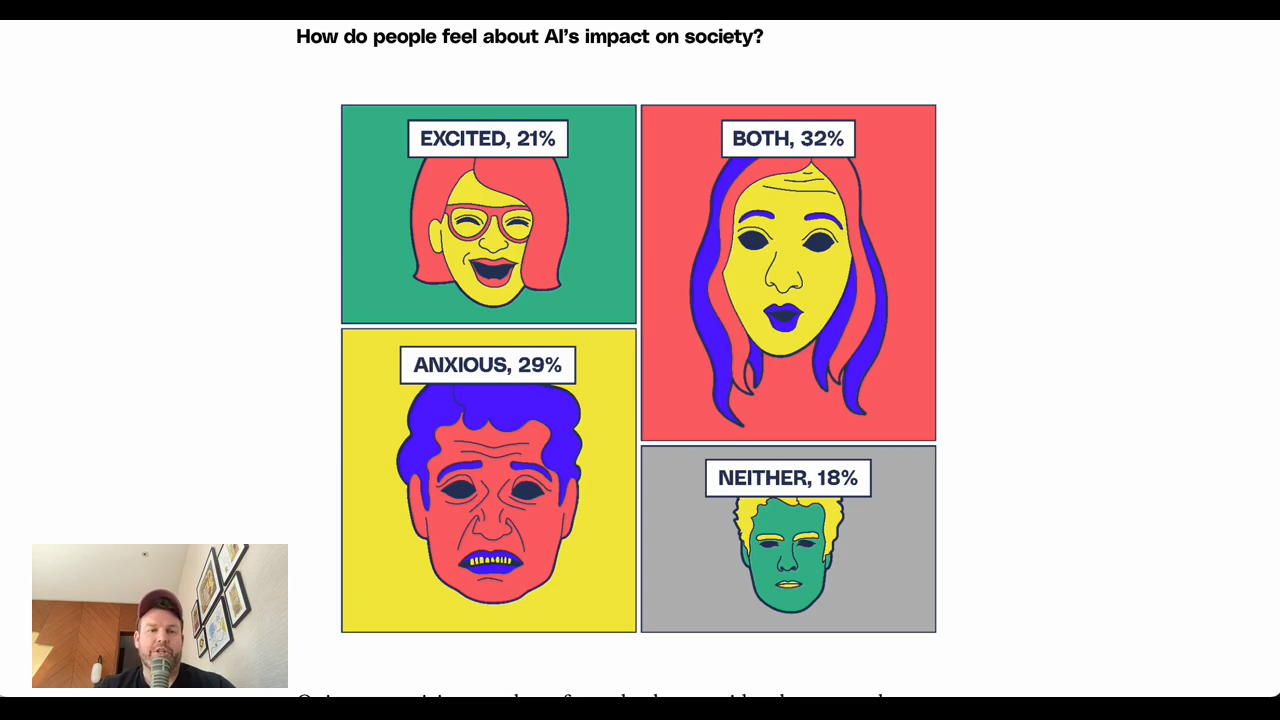 How do people feel about AI’s impact on society?
EXCITED, 21%
BOTH, 32%
ANXIOUS, 29%
NEITHER, 18%